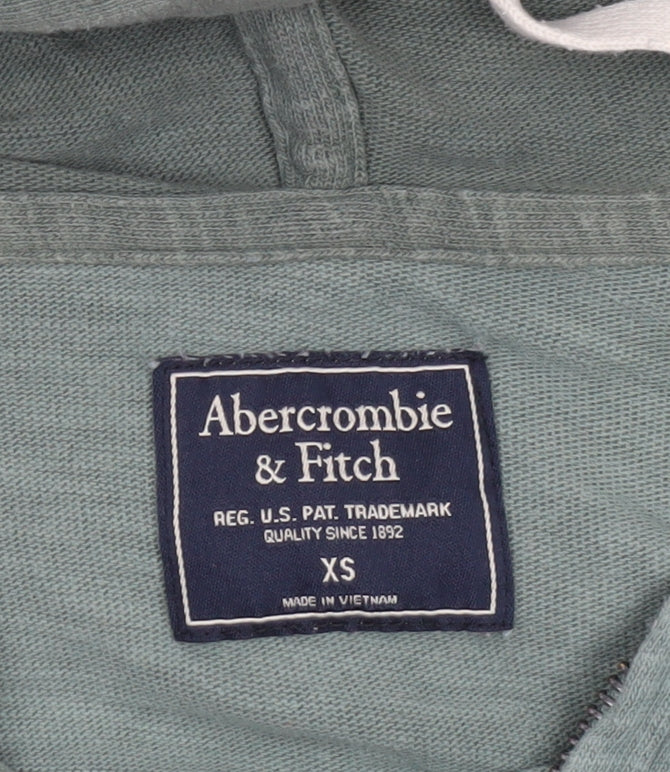 Abercrombie
& Fitch
REG. U.S. PAT. TRADEMARK
QUALITY SINCE 1892
XS
MADE IN VIETNAM